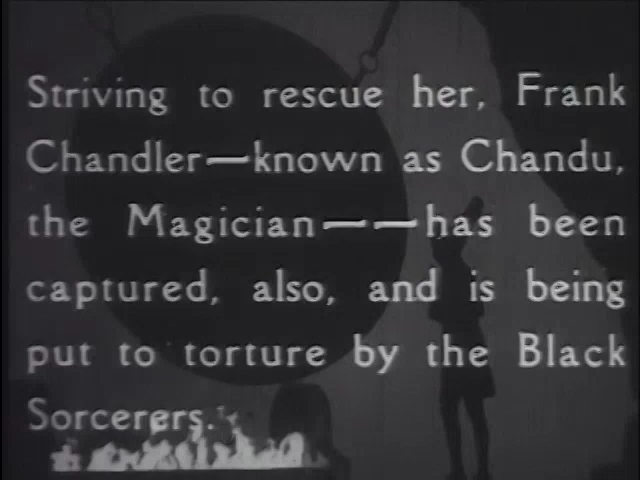 Striving to rescue her, Frank
Chandler—known as Chandu,
the Magician——has been
captured, also, and is being
put to torture by the Black
Sorcerers.